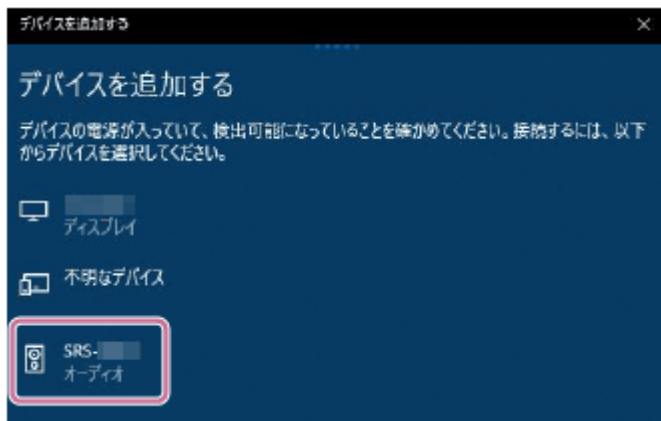 デバイスを追加する
デバイスを追加する
デバイスの電源が入っていて、検出可能になっていることを確かめてください。接続するには、以下
からデバイスを選択してください。
ディスプレイ
不明なデバイス
SRS-
オーディオ